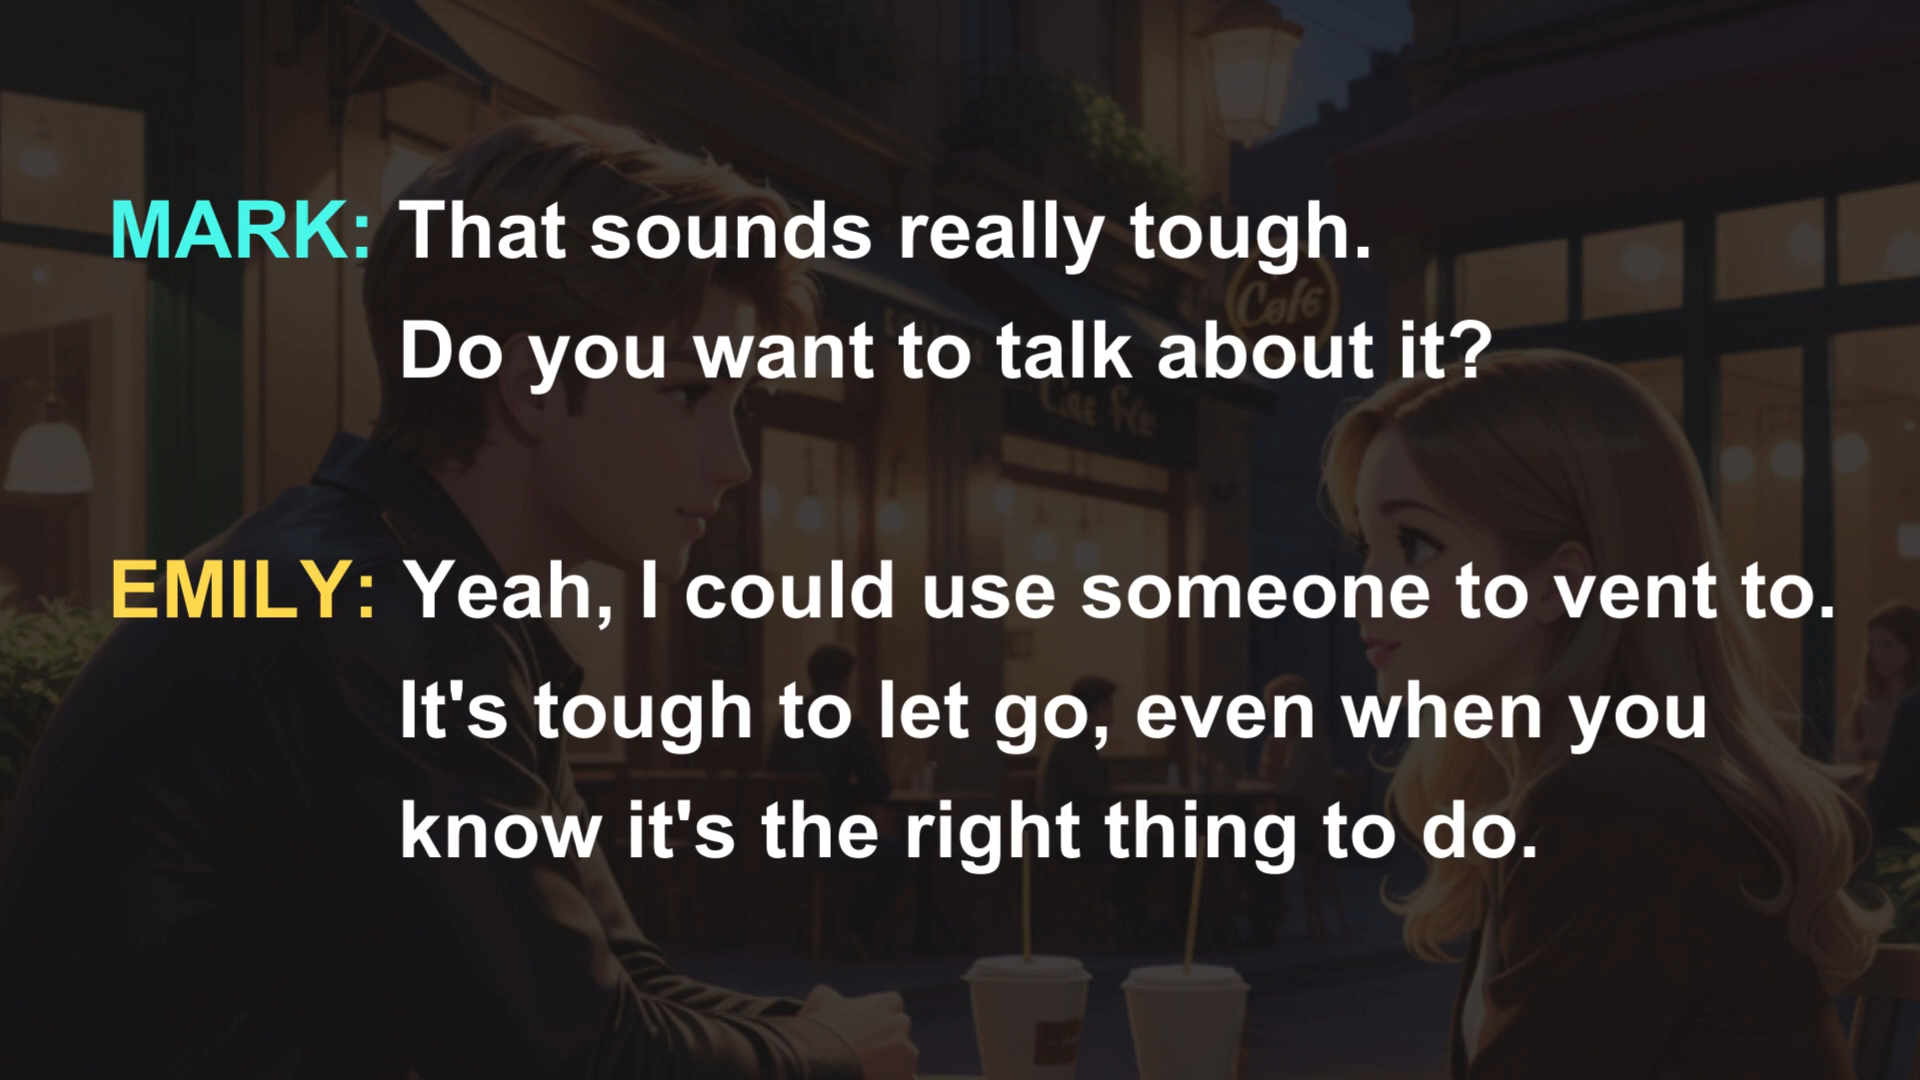 MARK: That sounds really tough.
Do you want to talk about it?
EMILY: Yeah, I could use someone to vent to.
It's tough to let go, even when you
know it's the right thing to do.
Cafe